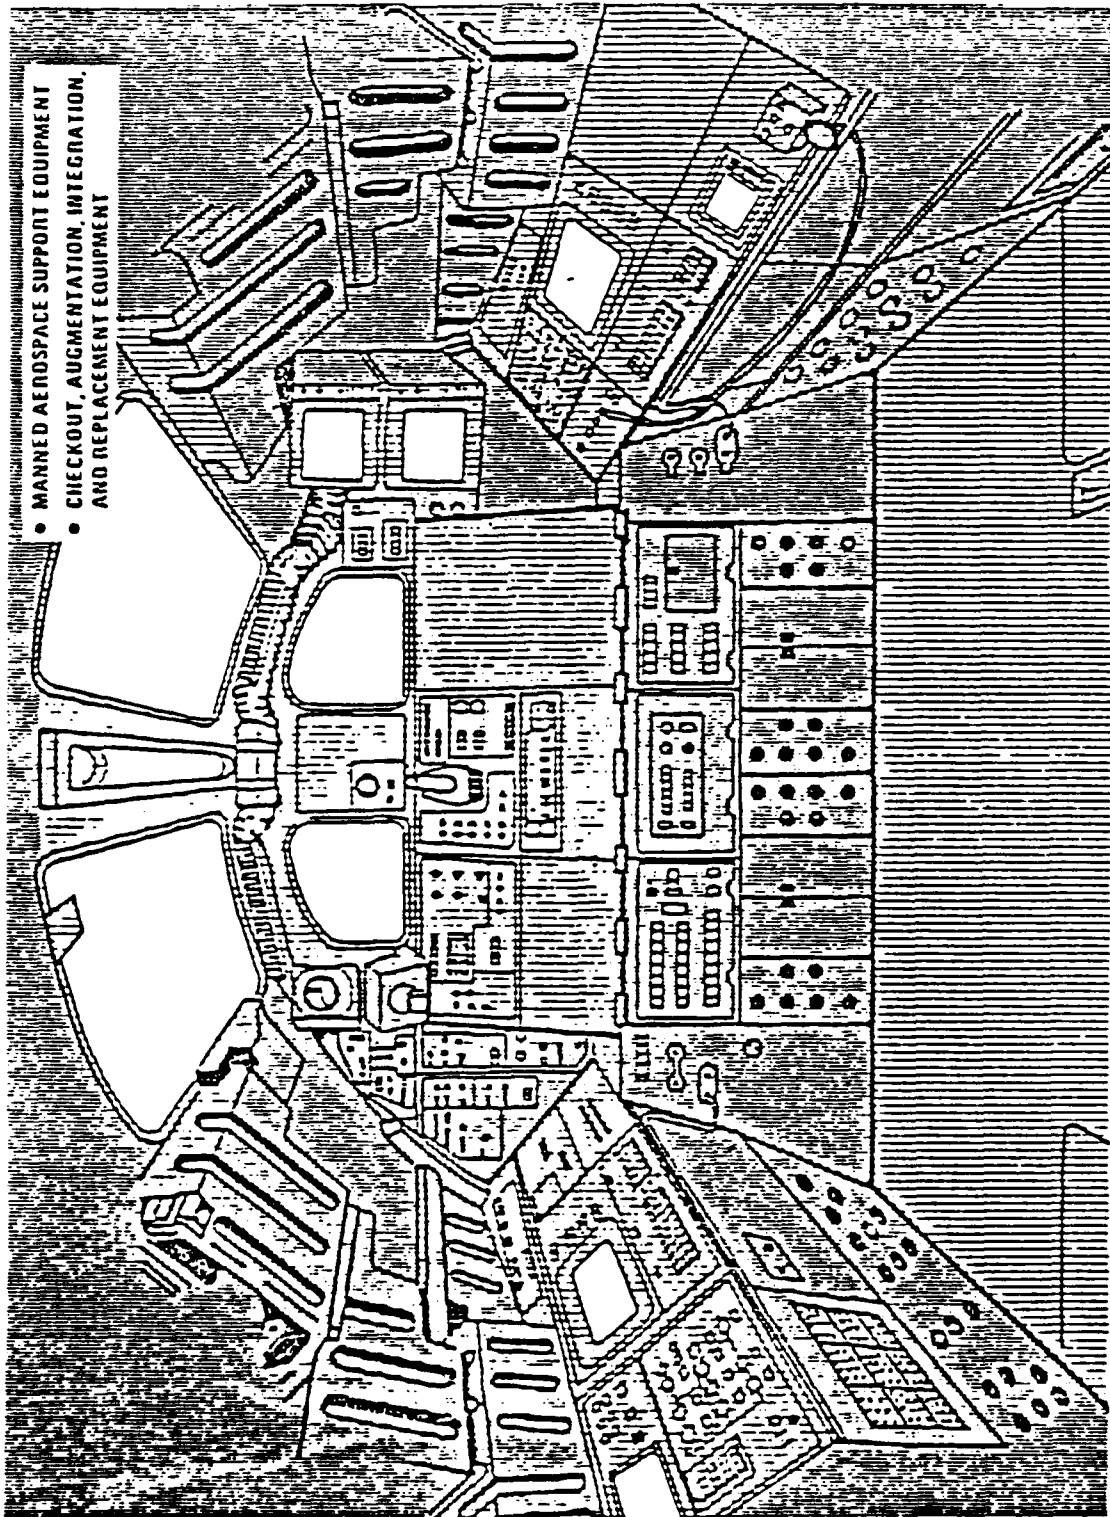 • MANNED AEROSPACE SUPPORT EQUIPMENT
• CHECKOUT, AUGMENTATION, INTEGRATION,
AND REPLACEMENT EQUIPMENT